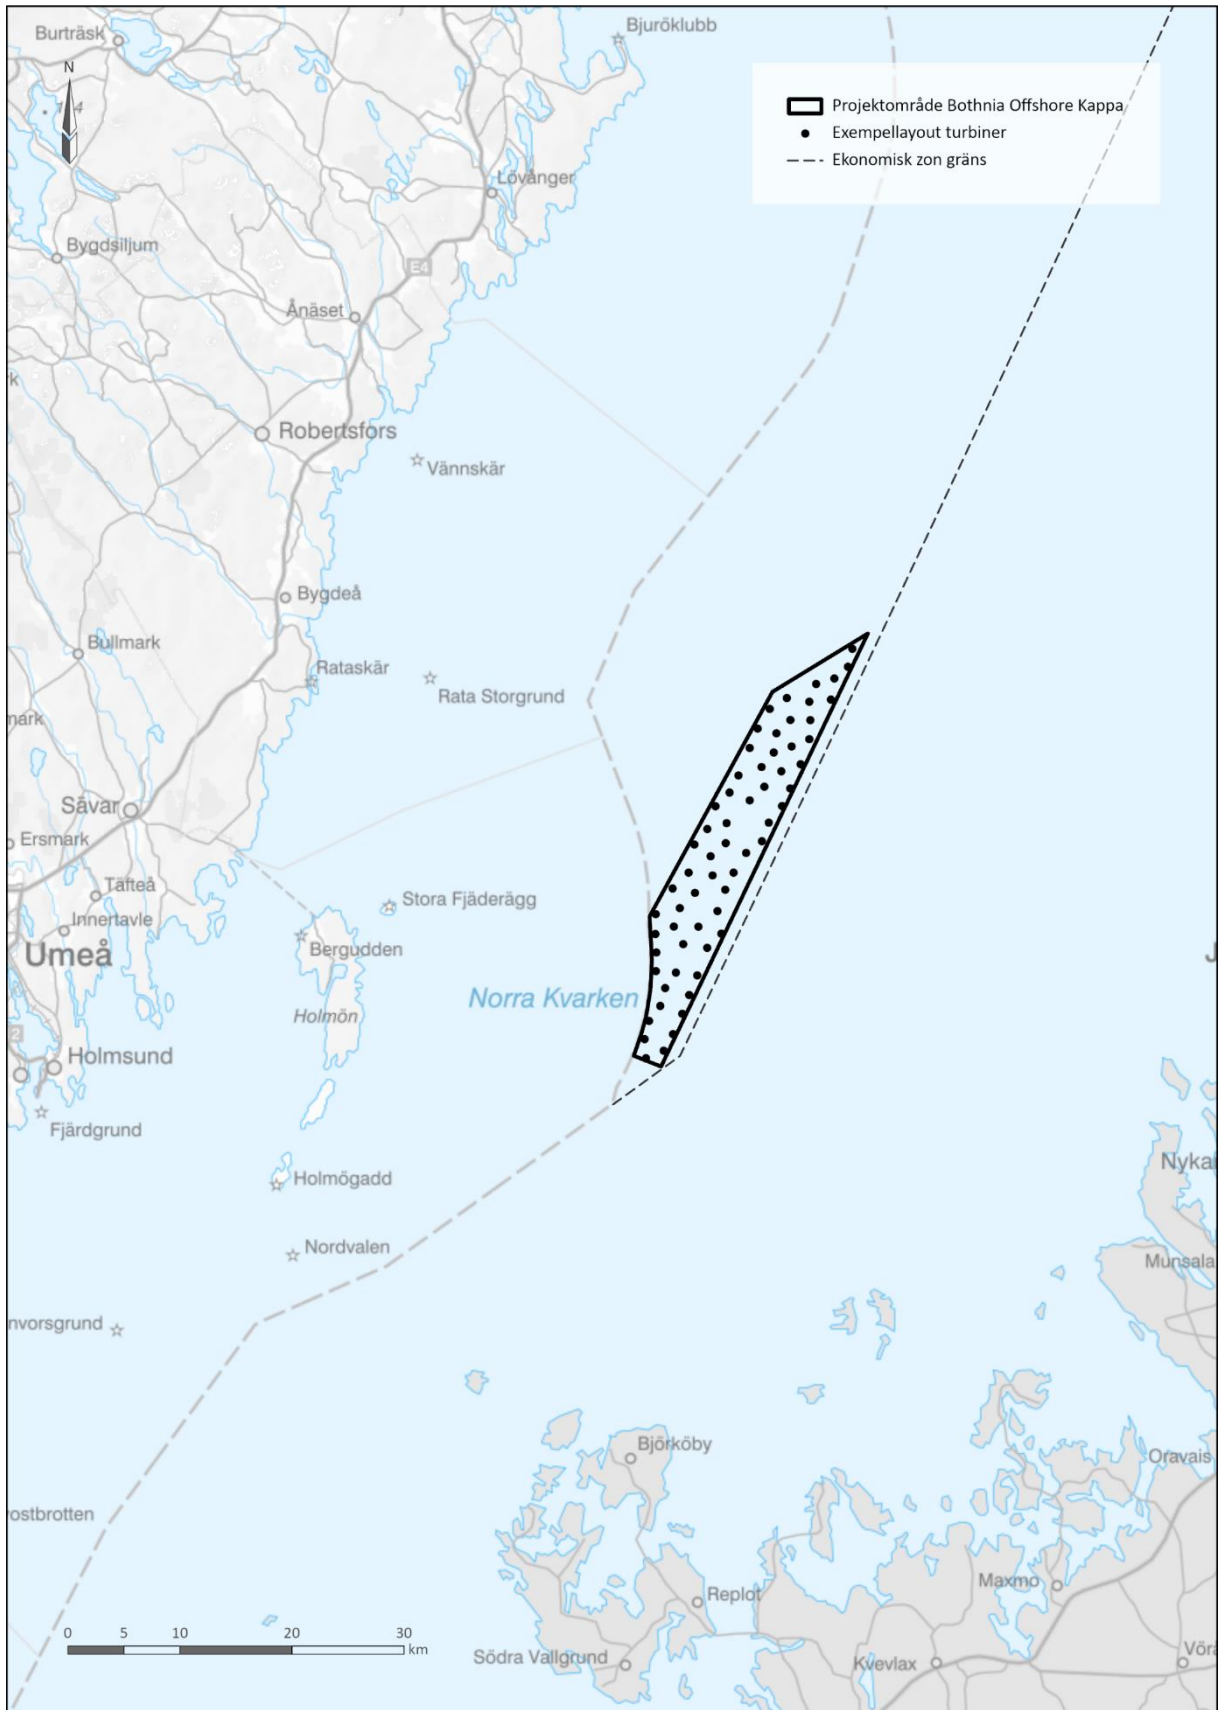 Bjuröklubb
Burträsk
N
Projektområde Bothnia Offshore Kappa
Exempellayout turbiner
Ekonomisk zon gräns
Lövånger
Bygdsiljum
E4
Ånäset
Robertsfors
Vännskär
Bygdeå
Bullmark
Rataskär
Rata Storgrund
Sävar
Ersmark
Täfteå
Stora Fjäderägg
Innertavle
Umeå
Bergudden
Norra Kvarken
Holmön
Holmsund
Fjärdgrund
Holmögadd
Nordvalen
Munsala
Björköby
Oravais
Maxmo
Replot
Södra Vallgrund
Kvevlax
0 5 10 20 30
km